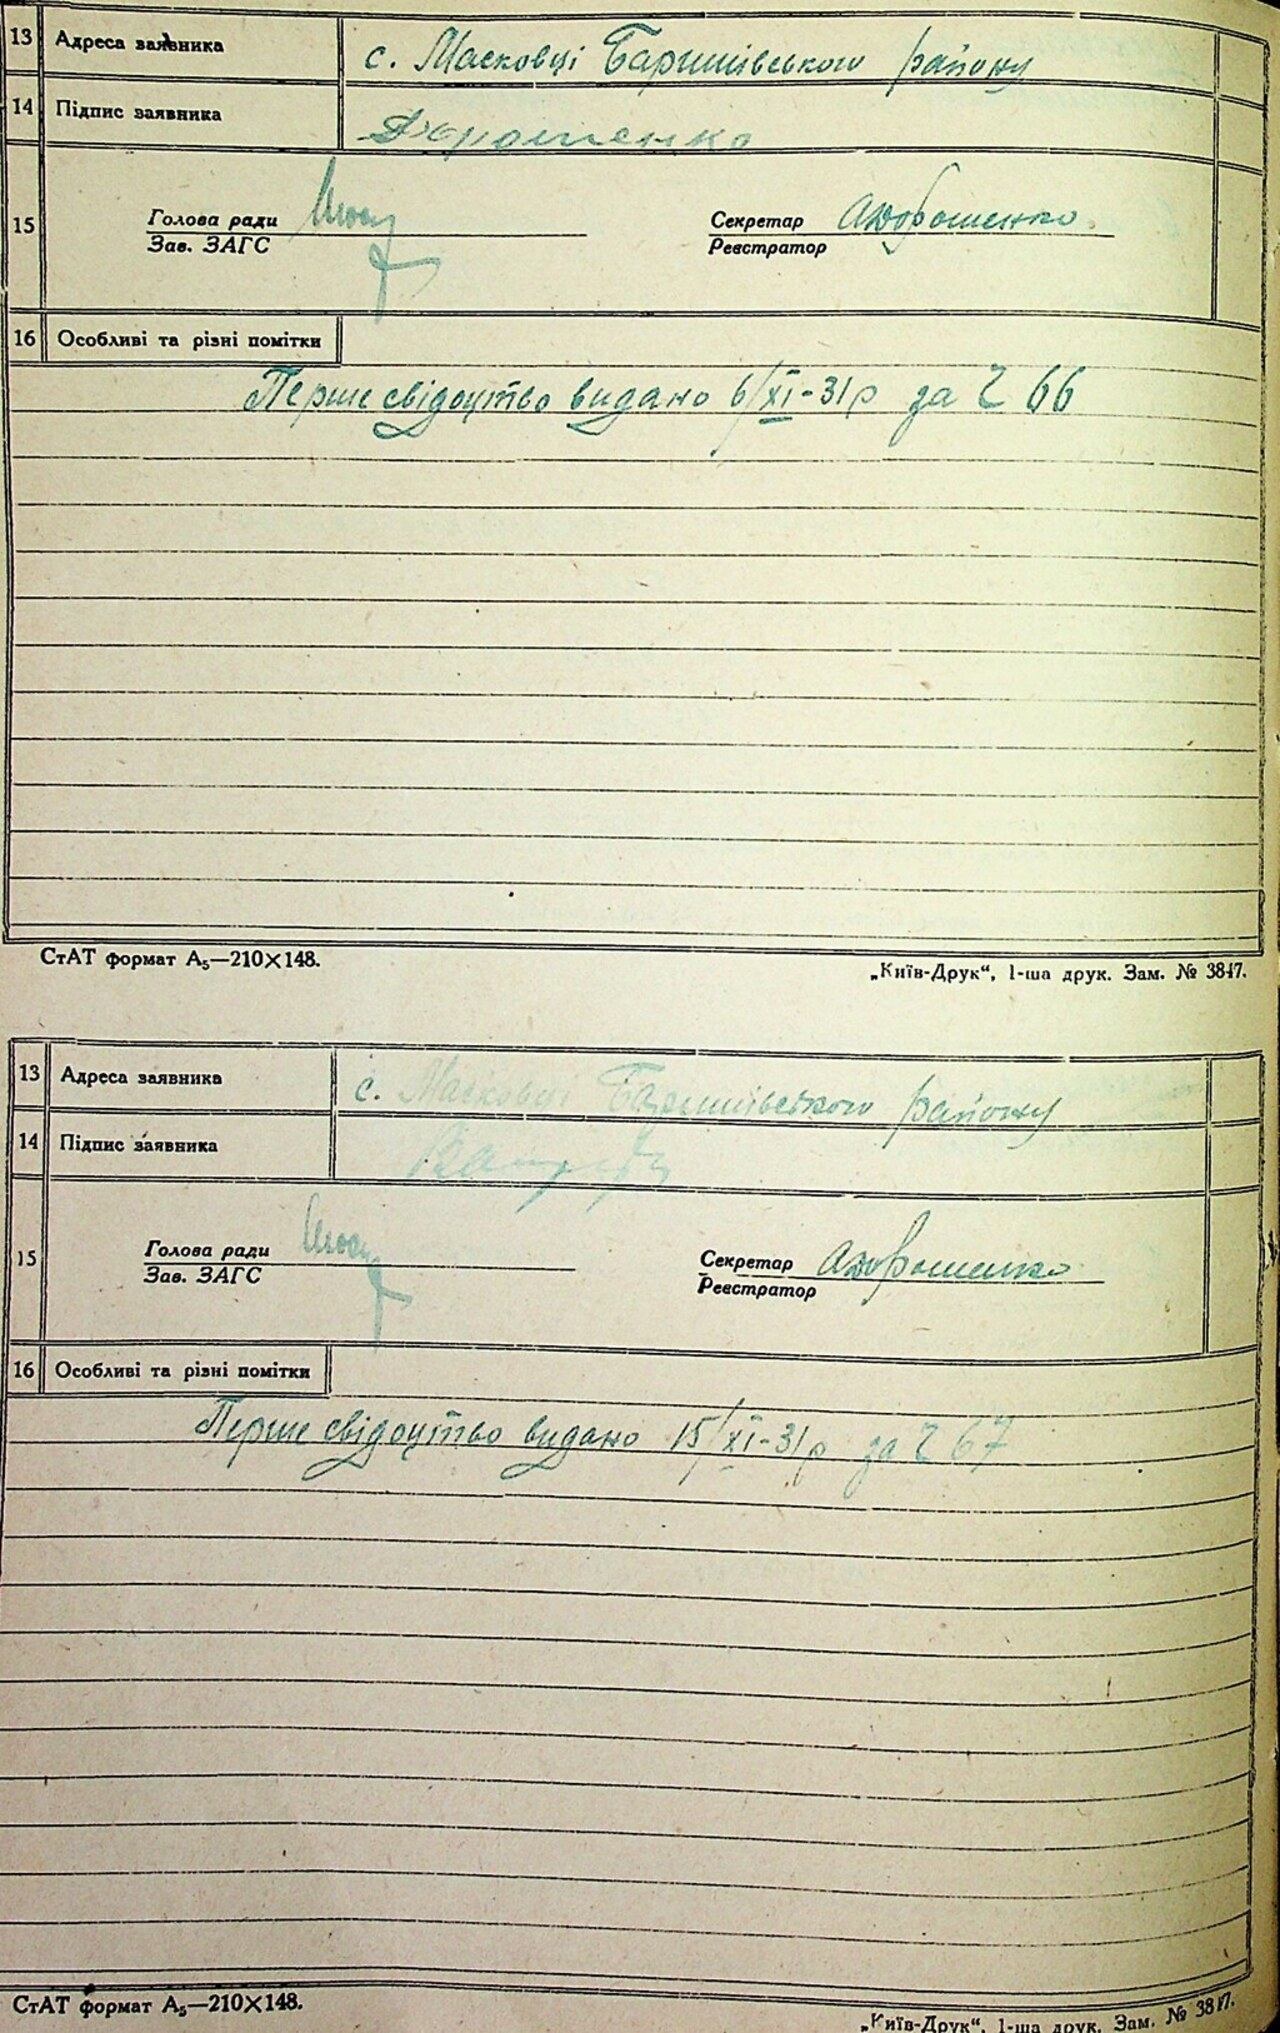 13 Адреса заявника с. Масковці Баришівського району
14 Підпис заявника Дорошенко
15 Голова ради Секретар АДорошенко
Зав. ЗАГС Реєстратор
16 Особливі та різні помітки
Перше свідоцтво видано 6/XI-31р за Ч 66
СтАТ формат А₅—210×148.
„Київ-Друк“, 1-ша друк. Зам. № 3847.
13 Адреса заявника с. Масковці Баришівського району
14 Підпис заявника
15 Голова ради Секретар АДорошенко
Зав. ЗАГС Реєстратор
16 Особливі та різні помітки
Перше свідоцтво видано 15/XI-31р за Ч 67
СтАТ формат А₅—210×148.
„Київ-Друк“, 1-ша друк. Зам. № 3847.